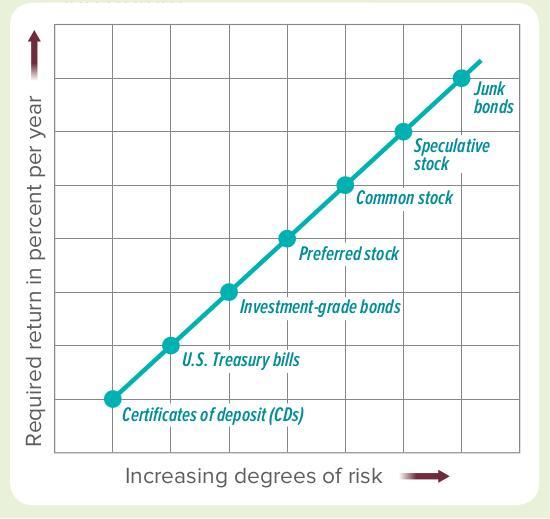 Required return in percent per year
Junk
bonds
Speculative
stock
Common stock
Preferred stock
Investment-grade bonds
U.S. Treasury bills
Certificates of deposit (CDs)
Increasing degrees of risk